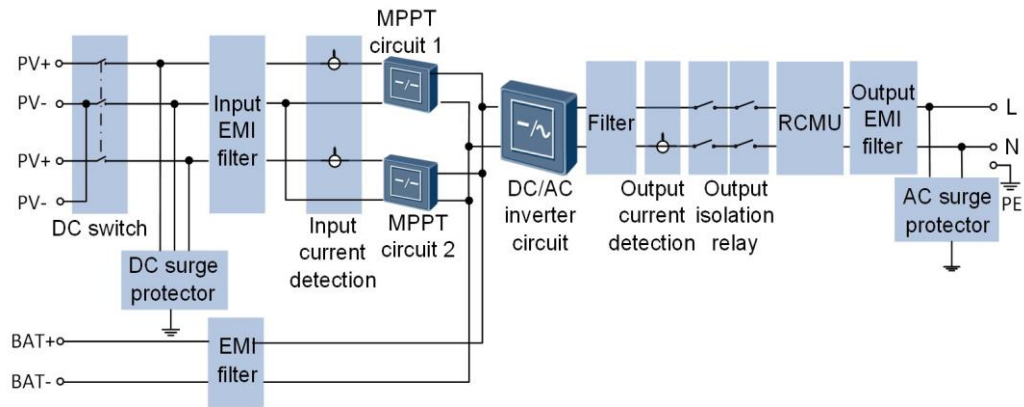 MPPT
circuit 1
PV+
PV-
PV+
PV-
DC switch
Input
EMI
filter
MPPT
circuit 2
Input
current
detection
DC surge
protector
DC/AC
inverter
circuit
Filter
Output
current
detection
Output
isolation
relay
RCMU
Output
EMI
filter
L
N
PE
AC surge
protector
BAT+
BAT-
EMI
filter